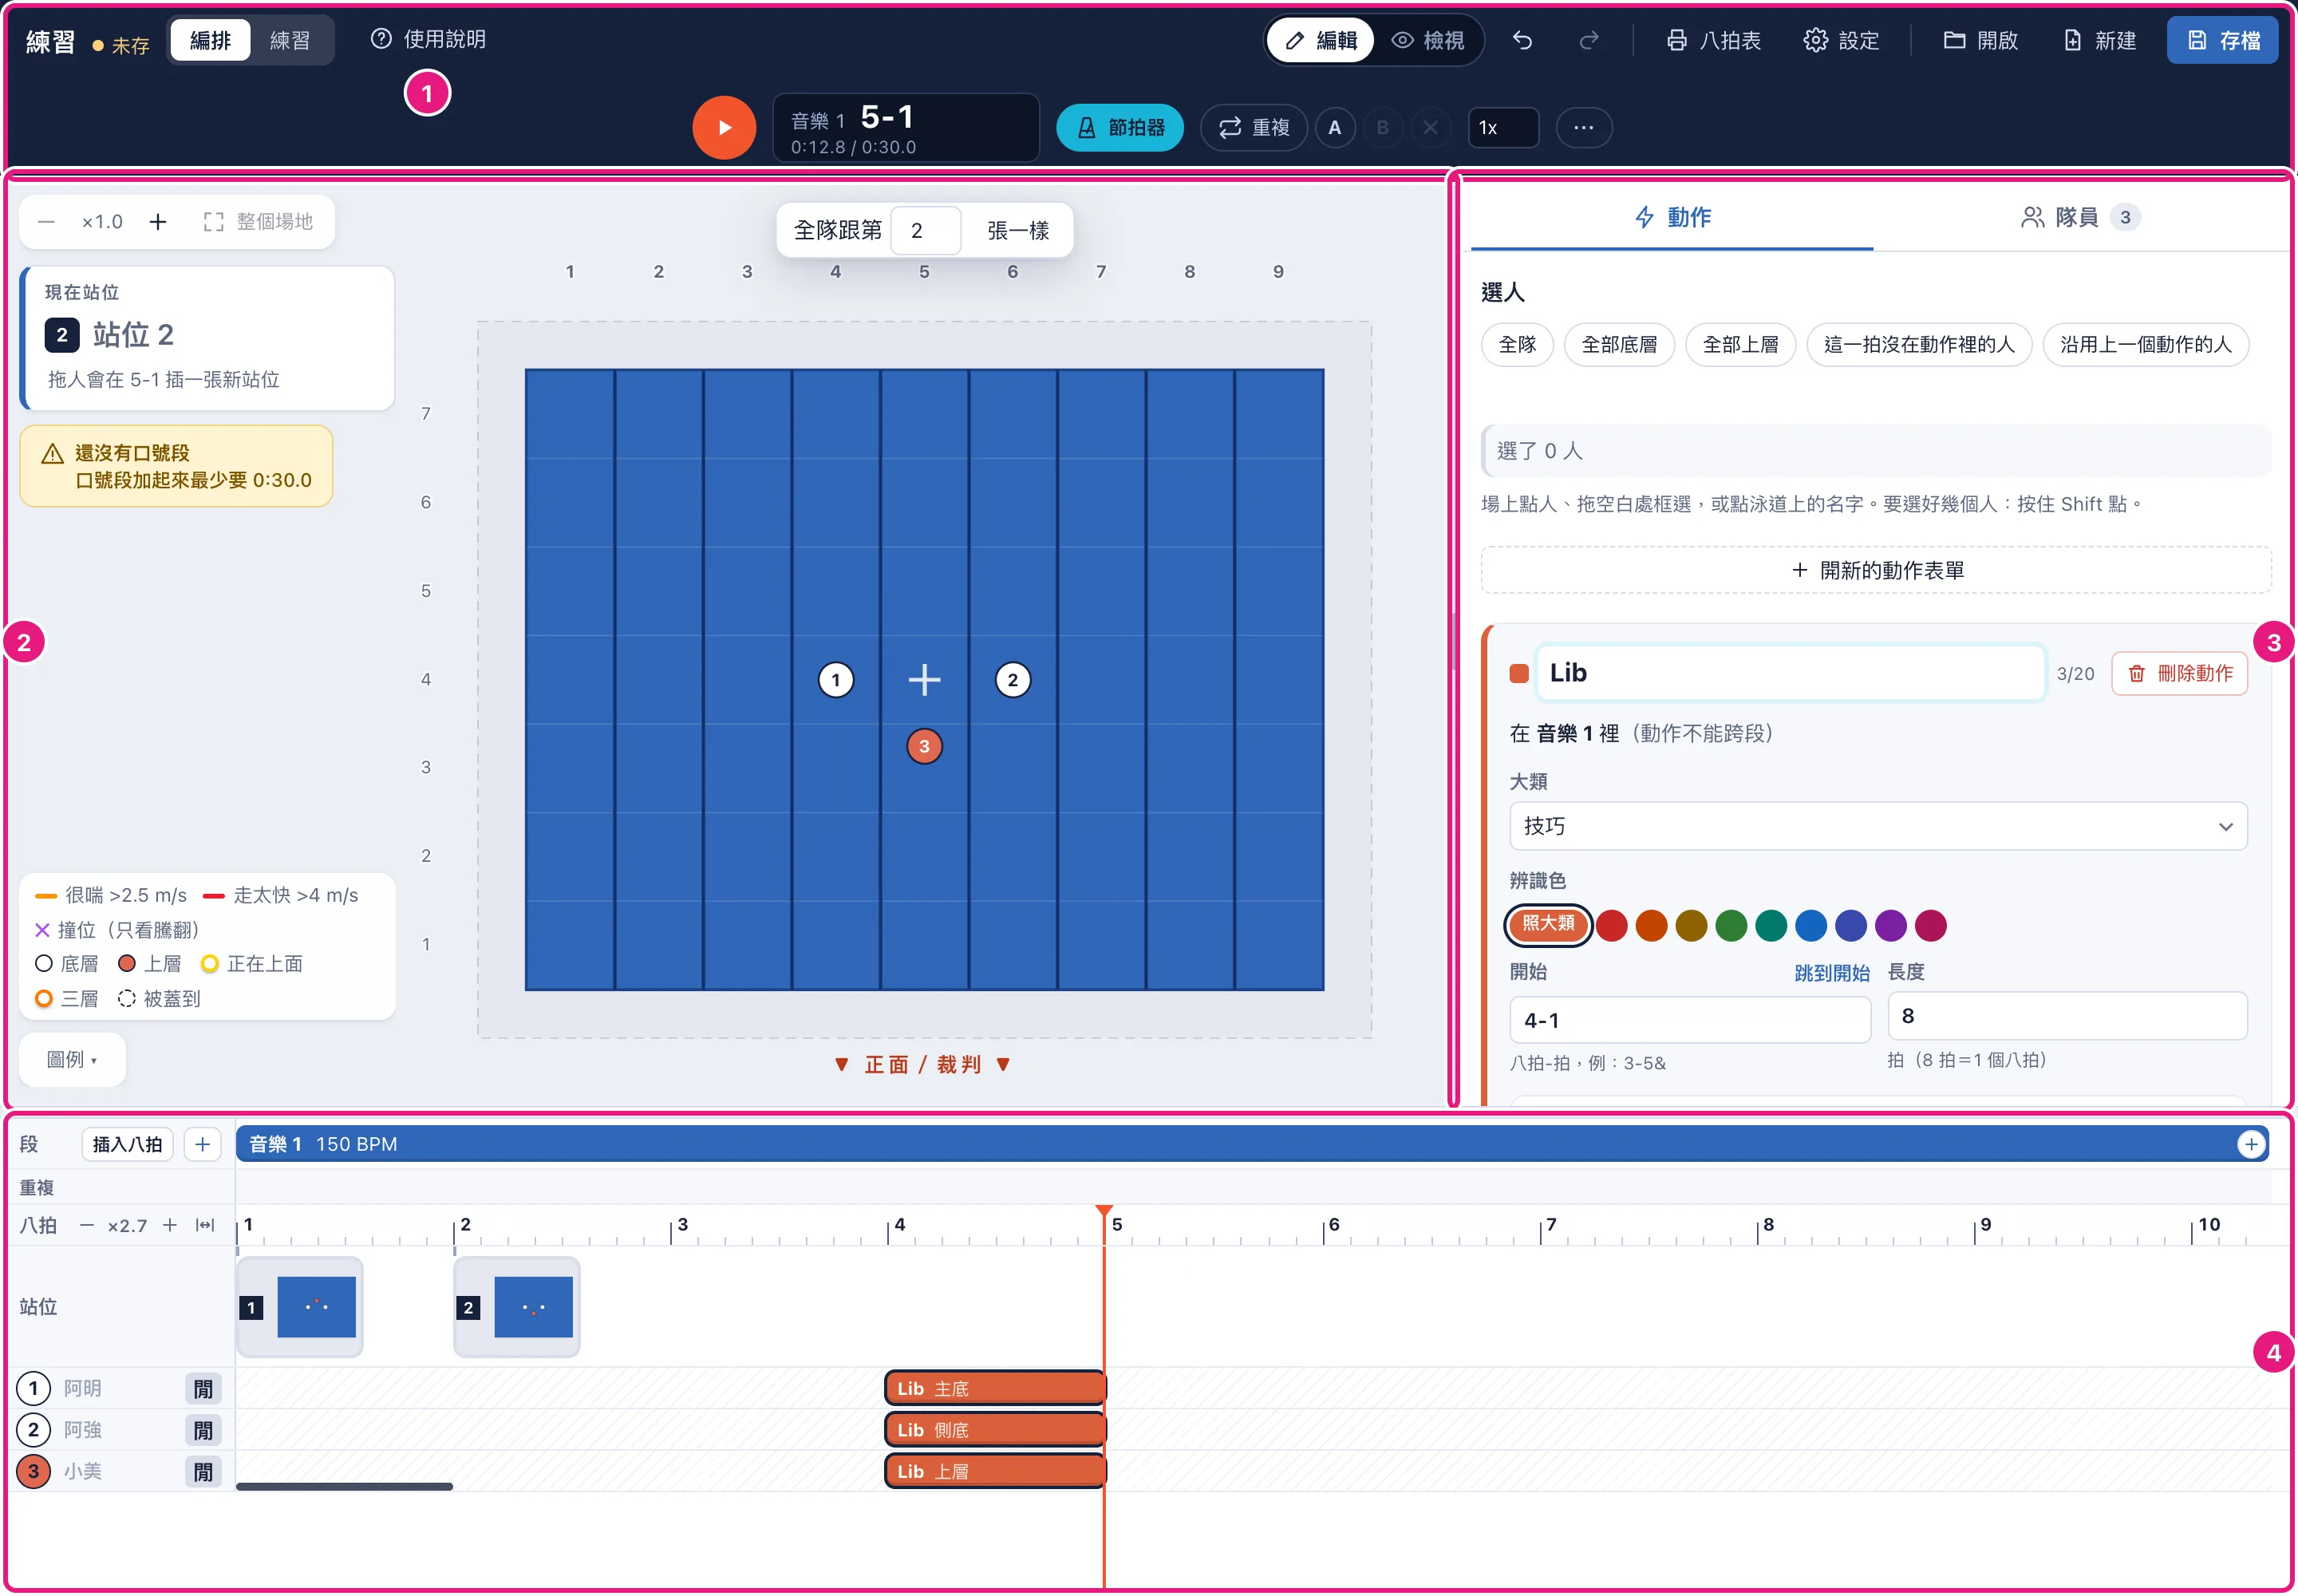 練習 未存 編排 練習 使用說明 編輯 檢視 八拍表 設定 開啟 新建 存檔
1
音樂 1 5-1
0:12.8 / 0:30.0
節拍器 重複 A B 1x ...
×1.0 整個場地
全隊跟第 2 張一樣
現在站位
2 站位 2
拖人會在 5-1 插一張新站位
還沒有口號段
口號段加起來最少要 0:30.0
1 2 3 4 5 6 7 8 9
7
6
5
4
3
2
1
1
2
3
2
很喘 >2.5 m/s 走太快 >4 m/s
撞位（只看騰翻）
底層 上層 正在上面
三層 被蓋到
圖例
正面 / 裁判
動作 隊員 3
選人
全隊 全部底層 全部上層 這一拍沒在動作裡的人 沿用上一個動作的人
選了 0 人
場上點人、拖空白處框選，或點泳道上的名字。要選好幾個人：按住 Shift 點。
+ 開新的動作表單
3
Lib 3/20 刪除動作
在 音樂 1 裡（動作不能跨段）
大類
技巧
辨識色
照大類
開始 跳到開始 長度
4-1 8
八拍-拍，例：3-5& 拍（8 拍＝1 個八拍）
段 插入八拍 + 音樂 1 150 BPM +
重複
八拍 ×2.7 1 2 3 4 5 6 7 8 9 10
站位 1 2
4
1 阿明 閒 Lib 主底
2 阿強 閒 Lib 側底
3 小美 閒 Lib 上層